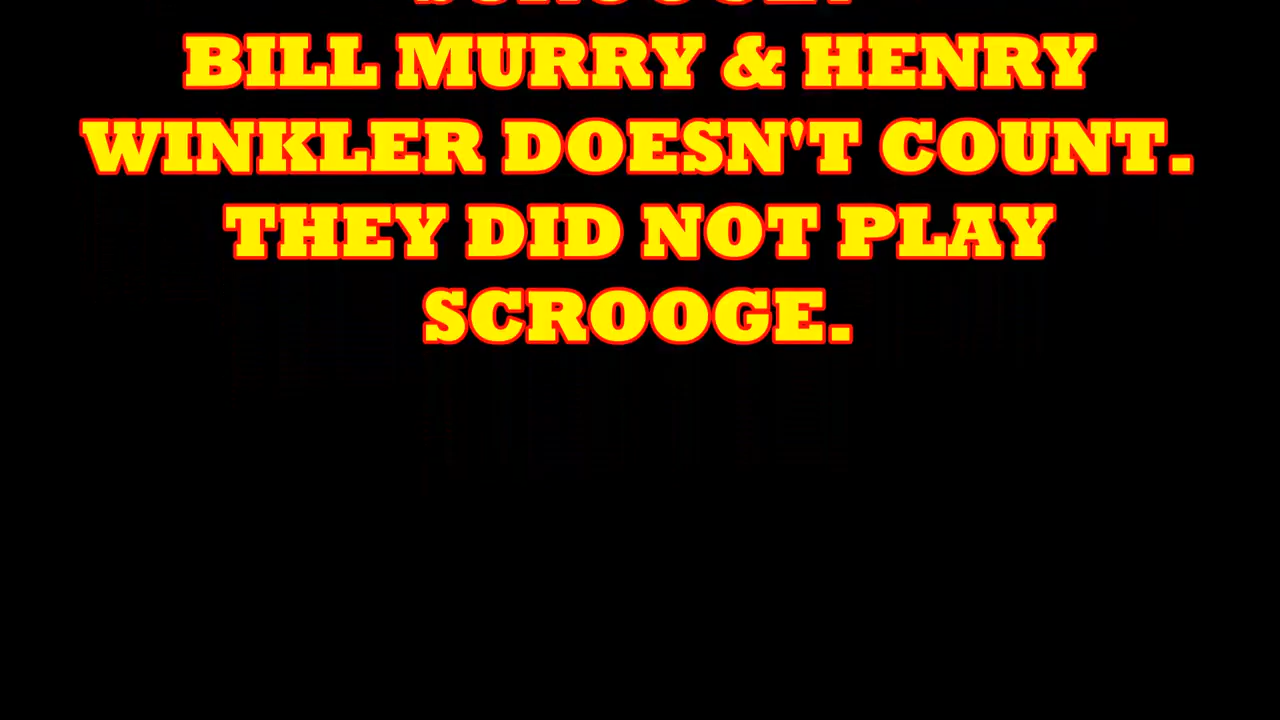 BILL MURRY & HENRY
WINKLER DOESN'T COUNT.
THEY DID NOT PLAY
SCROOGE.